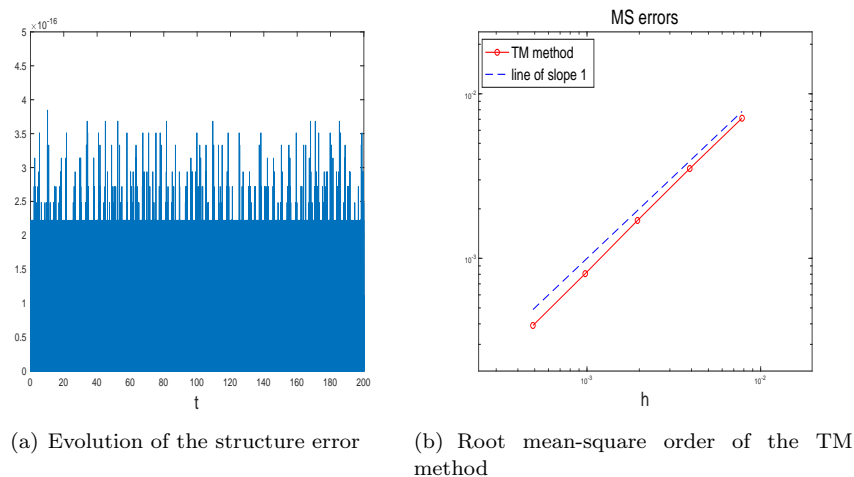 ×10⁻¹⁶
5
4.5
4
3.5
3
2.5
2
1.5
1
0.5
0
0 20 40 60 80 100 120 140 160 180 200
t
(a) Evolution of the structure error
MS errors
TM method
line of slope 1
10⁻²
10⁻³
10⁻³ 10⁻²
h
(b) Root mean-square order of the TM
method